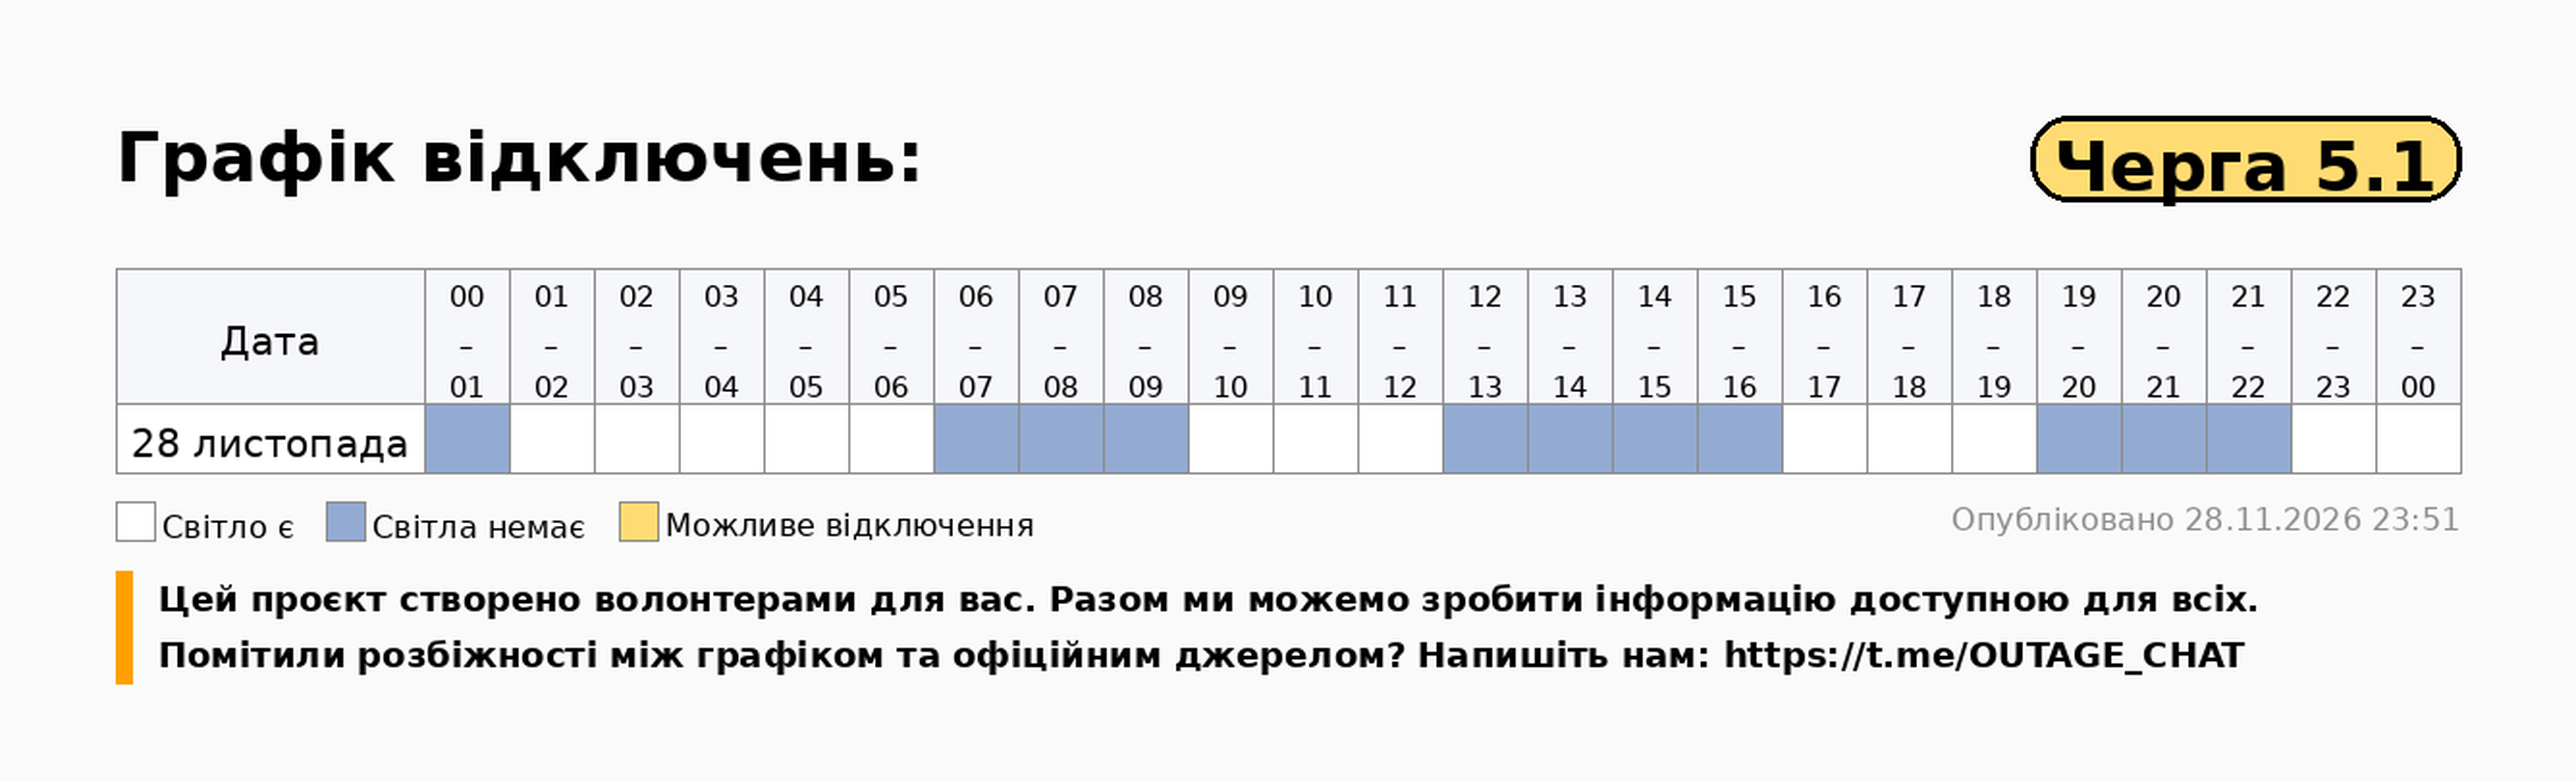 Графік відключень:
Черга 5.1
Дата
00 – 01
01 – 02
02 – 03
03 – 04
04 – 05
05 – 06
06 – 07
07 – 08
08 – 09
09 – 10
10 – 11
11 – 12
12 – 13
13 – 14
14 – 15
15 – 16
16 – 17
17 – 18
18 – 19
19 – 20
20 – 21
21 – 22
22 – 23
23 – 00
28 листопада
Світло є
Світла немає
Можливе відключення
Опубліковано 28.11.2026 23:51
Цей проєкт створено волонтерами для вас. Разом ми можемо зробити інформацію доступною для всіх.
Помітили розбіжності між графіком та офіційним джерелом? Напишіть нам: https://t.me/OUTAGE_CHAT